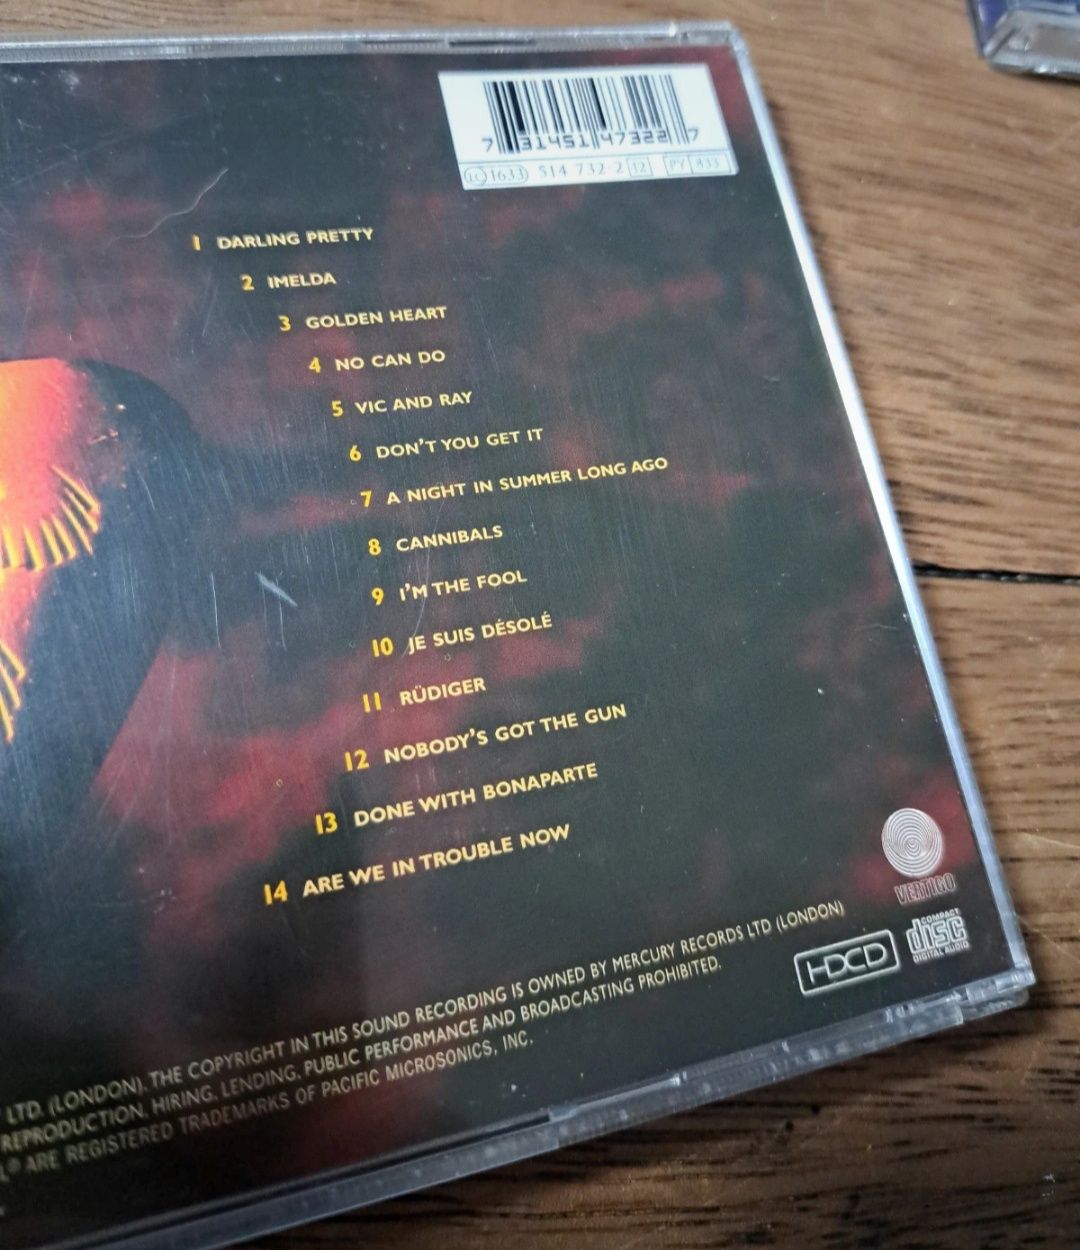 7 31451 47322 7
LC 1633 514 732-2 12 PY 833
1 DARLING PRETTY
2 IMELDA
3 GOLDEN HEART
4 NO CAN DO
5 VIC AND RAY
6 DON'T YOU GET IT
7 A NIGHT IN SUMMER LONG AGO
8 CANNIBALS
9 I'M THE FOOL
10 JE SUIS DÉSOLÉ
11 RÜDIGER
12 NOBODY'S GOT THE GUN
13 DONE WITH BONAPARTE
14 ARE WE IN TROUBLE NOW
VERTIGO
HDCD
COMPACT
disc
DIGITAL AUDIO
LTD. (LONDON). THE COPYRIGHT IN THIS SOUND RECORDING IS OWNED BY MERCURY RECORDS LTD (LONDON)
REPRODUCTION, HIRING, LENDING, PUBLIC PERFORMANCE AND BROADCASTING PROHIBITED.
® ARE REGISTERED TRADEMARKS OF PACIFIC MICROSONICS, INC.